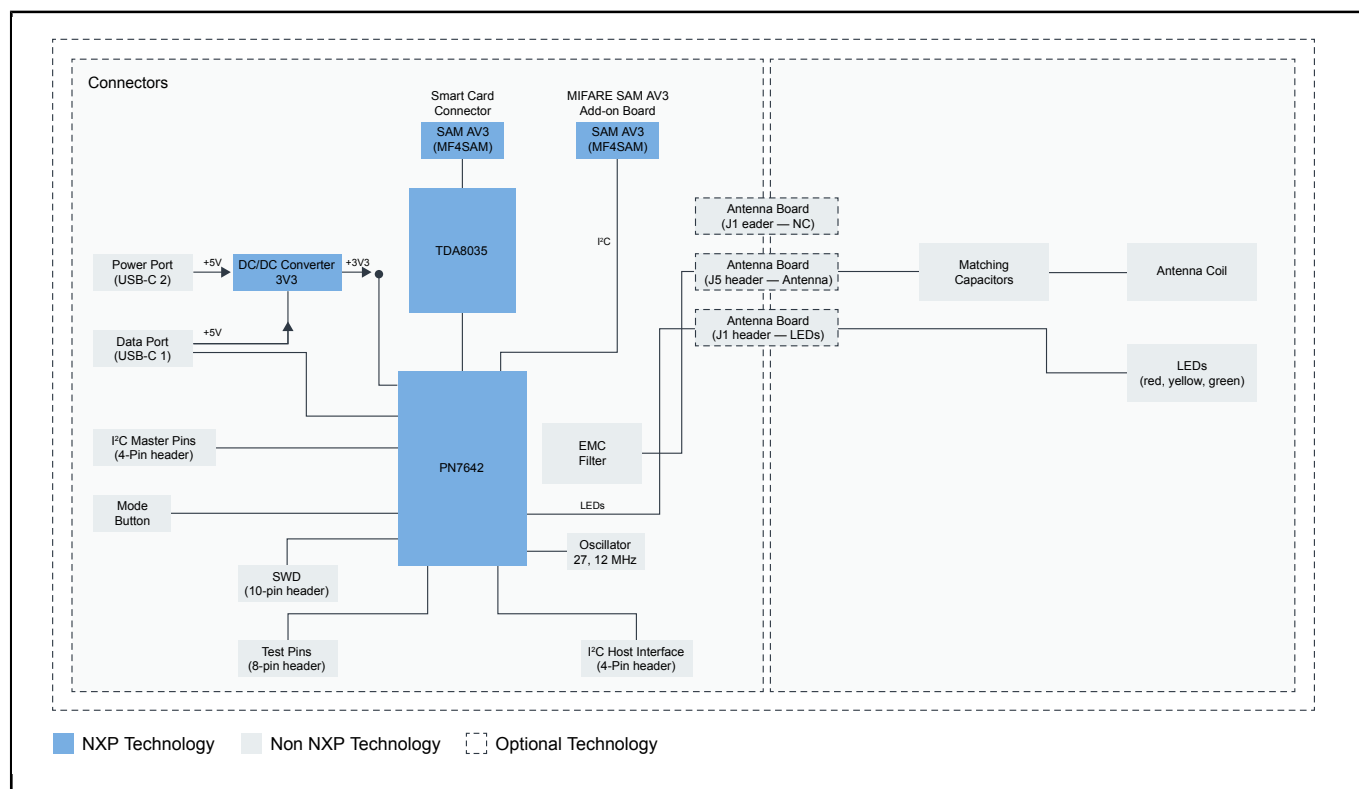 Connectors
Smart Card
Connector
SAM AV3
(MF4SAM)
MIFARE SAM AV3
Add-on Board
SAM AV3
(MF4SAM)
TDA8035
I²C
Antenna Board
(J1 eader — NC)
Power Port
(USB-C 2)
+5V
DC/DC Converter
3V3
+3V3
Antenna Board
(J5 header — Antenna)
Matching
Capacitors
Antenna Coil
Data Port
(USB-C 1)
+5V
Antenna Board
(J1 header — LEDs)
LEDs
(red, yellow, green)
I²C Master Pins
(4-Pin header)
PN7642
EMC
Filter
Mode
Button
LEDs
Oscillator
27, 12 MHz
SWD
(10-pin header)
Test Pins
(8-pin header)
I²C Host Interface
(4-Pin header)
NXP Technology
Non NXP Technology
Optional Technology